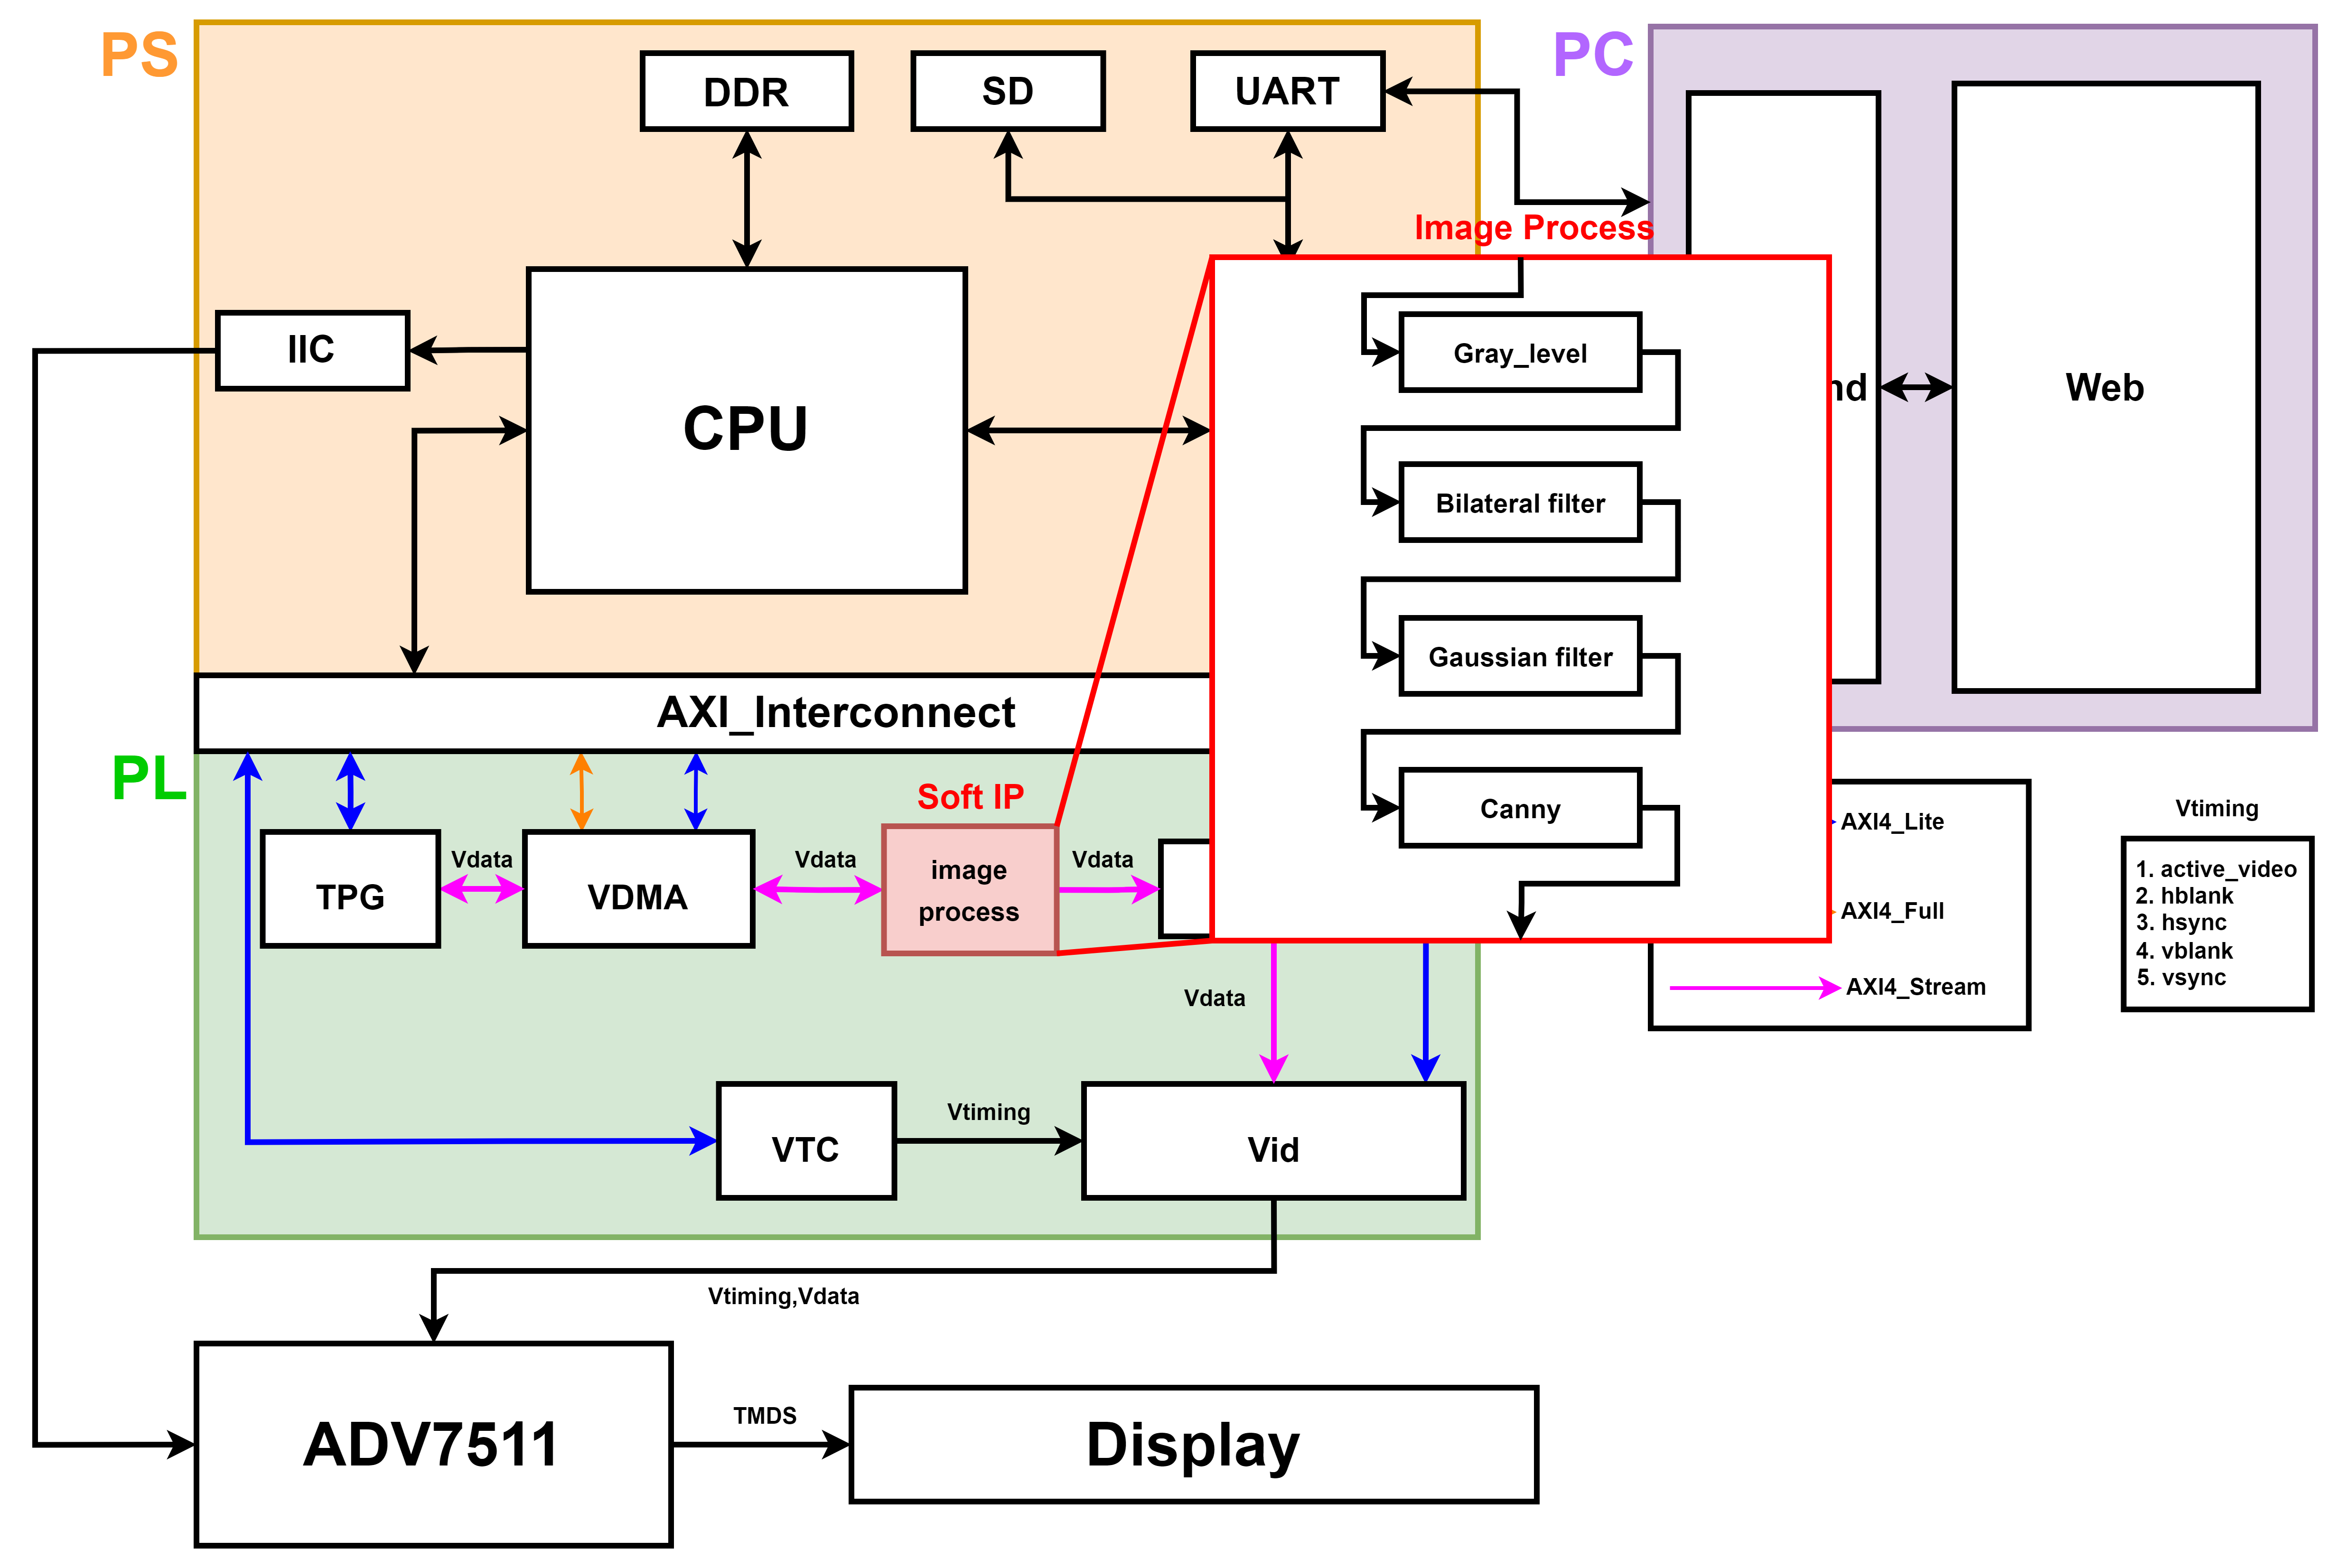 PS
PC
DDR
SD
UART
Image Process
IIC
CPU
Gray_level
Bilateral filter
Gaussian filter
Canny
Web
AXI_Interconnect
PL
Soft IP
TPG
Vdata
VDMA
Vdata
image
process
Vdata
AXI4_Lite
AXI4_Full
AXI4_Stream
Vtiming
1. active_video
2. hblank
3. hsync
4. vblank
5. vsync
Vdata
VTC
Vtiming
Vid
Vtiming,Vdata
ADV7511
TMDS
Display